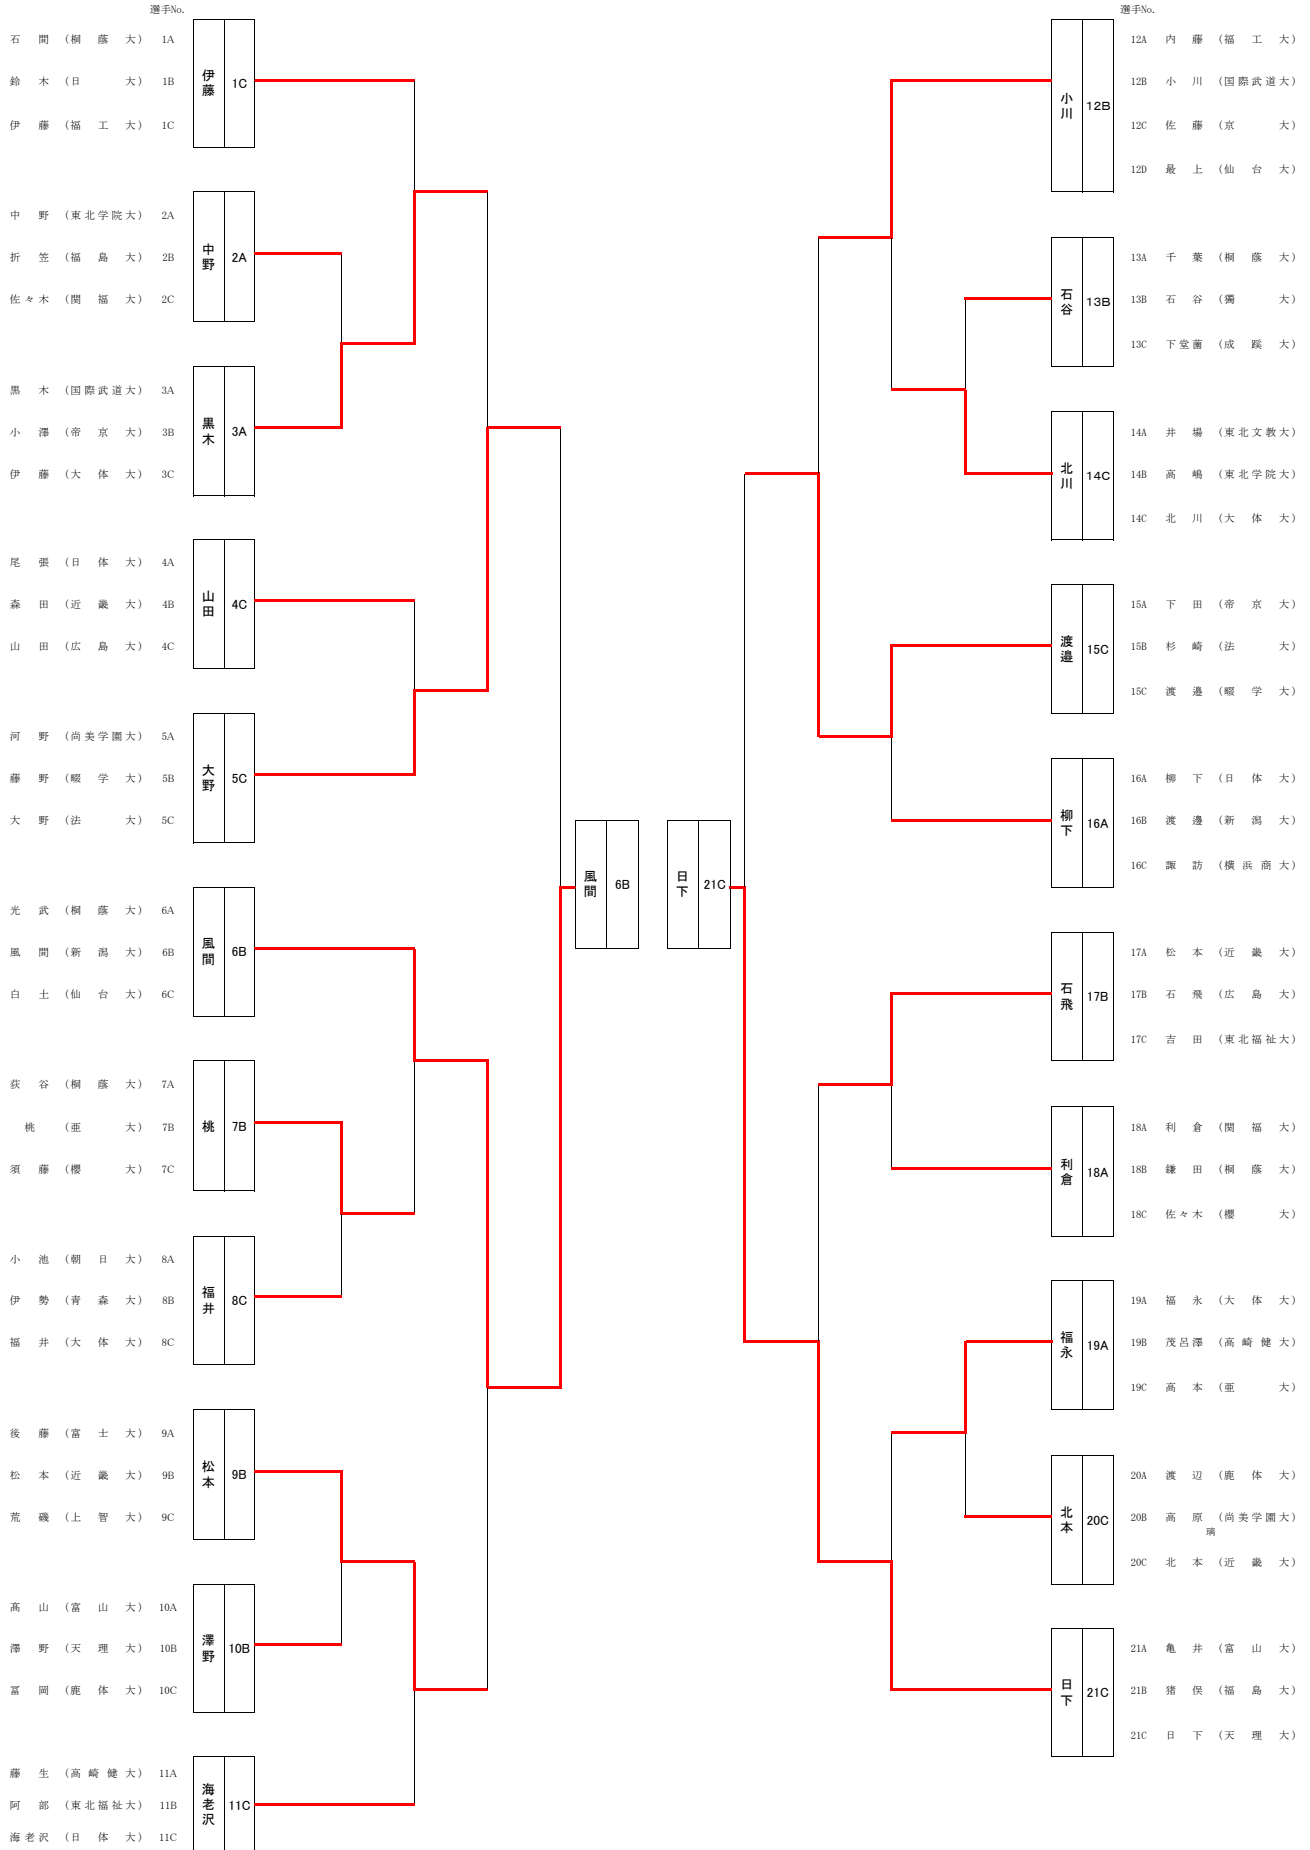 選手No.
石間（桐蔭大） 1A
鈴木（日大） 1B
伊藤（福工大） 1C
伊藤 1C
中野（東北学院大） 2A
折笠（福島大） 2B
佐々木（関福大） 2C
中野 2A
黒木（国際武道大） 3A
小澤（帝京大） 3B
伊藤（大体大） 3C
黒木 3A
尾張（日体大） 4A
森田（近畿大） 4B
山田（広島大） 4C
山田 4C
河野（尚美学園大） 5A
藤野（畷学大） 5B
大野（法大） 5C
大野 5C
光武（桐蔭大） 6A
風間（新潟大） 6B
白土（仙台大） 6C
風間 6B
荻谷（桐蔭大） 7A
桃（亜大） 7B
須藤（櫻大） 7C
桃 7B
小池（朝日大） 8A
伊勢（青森大） 8B
福井（大体大） 8C
福井 8C
後藤（富士大） 9A
松本（近畿大） 9B
荒磯（上智大） 9C
松本 9B
髙山（富山大） 10A
澤野（天理大） 10B
冨岡（鹿体大） 10C
澤野 10B
藤生（高崎健大） 11A
阿部（東北福祉大） 11B
海老沢（日体大） 11C
海老沢 11C
風間 6B
日下 21C
選手No.
小川 12B
12A 内藤（福工大）
12B 小川（国際武道大）
12C 佐藤（京大）
12D 最上（仙台大）
石谷 13B
13A 千葉（桐蔭大）
13B 石谷（獨大）
13C 下堂薗（成蹊大）
北川 14C
14A 井場（東北文教大）
14B 高嶋（東北学院大）
14C 北川（大体大）
渡邉 15C
15A 下田（帝京大）
15B 杉崎（法大）
15C 渡邉（畷学大）
柳下 16A
16A 柳下（日体大）
16B 渡邊（新潟大）
16C 諏訪（横浜商大）
石飛 17B
17A 松本（近畿大）
17B 石飛（広島大）
17C 吉田（東北福祉大）
利倉 18A
18A 利倉（関福大）
18B 鎌田（桐蔭大）
18C 佐々木（櫻大）
福永 19A
19A 福永（大体大）
19B 茂呂澤（高崎健大）
19C 高本（亜大）
北本 20C
20A 渡辺（鹿体大）
20B 高原（尚美学園大）
璃
20C 北本（近畿大）
日下 21C
21A 亀井（富山大）
21B 猪俣（福島大）
21C 日下（天理大）